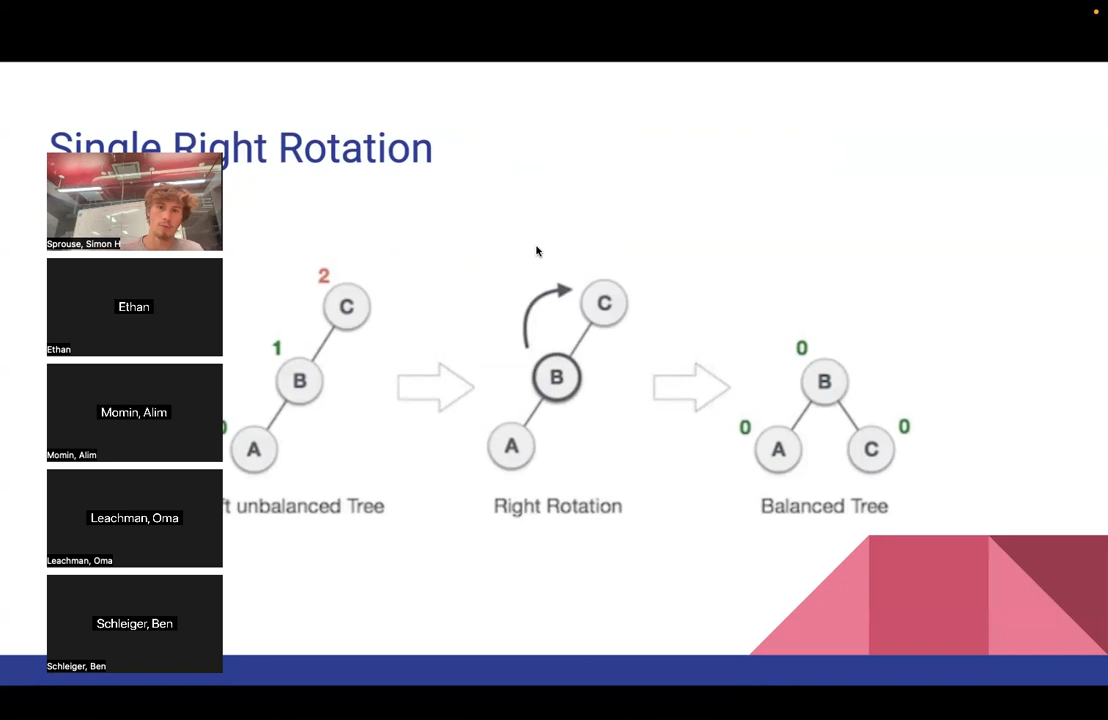 Single Right Rotation
Sprouse, Simon H
Ethan
Ethan
Momin, Alim
Momin, Alim
Leachman, Oma
Leachman, Oma
Schleiger, Ben
Schleiger, Ben
2
C
1
B
A
ft unbalanced Tree
C
B
A
Right Rotation
0
B
0
A
0
C
Balanced Tree